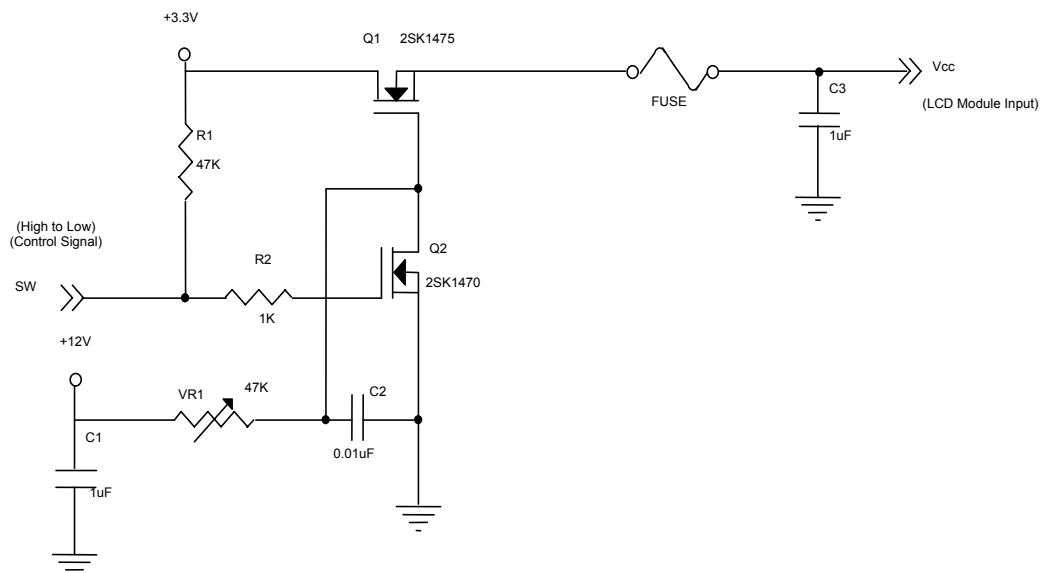 +3.3V
Q1 2SK1475
Vcc
FUSE
C3
(LCD Module Input)
R1
1uF
47K
(High to Low)
(Control Signal)
Q2
R2
SW
2SK1470
1K
+12V
VR1
47K
C2
C1
0.01uF
1uF